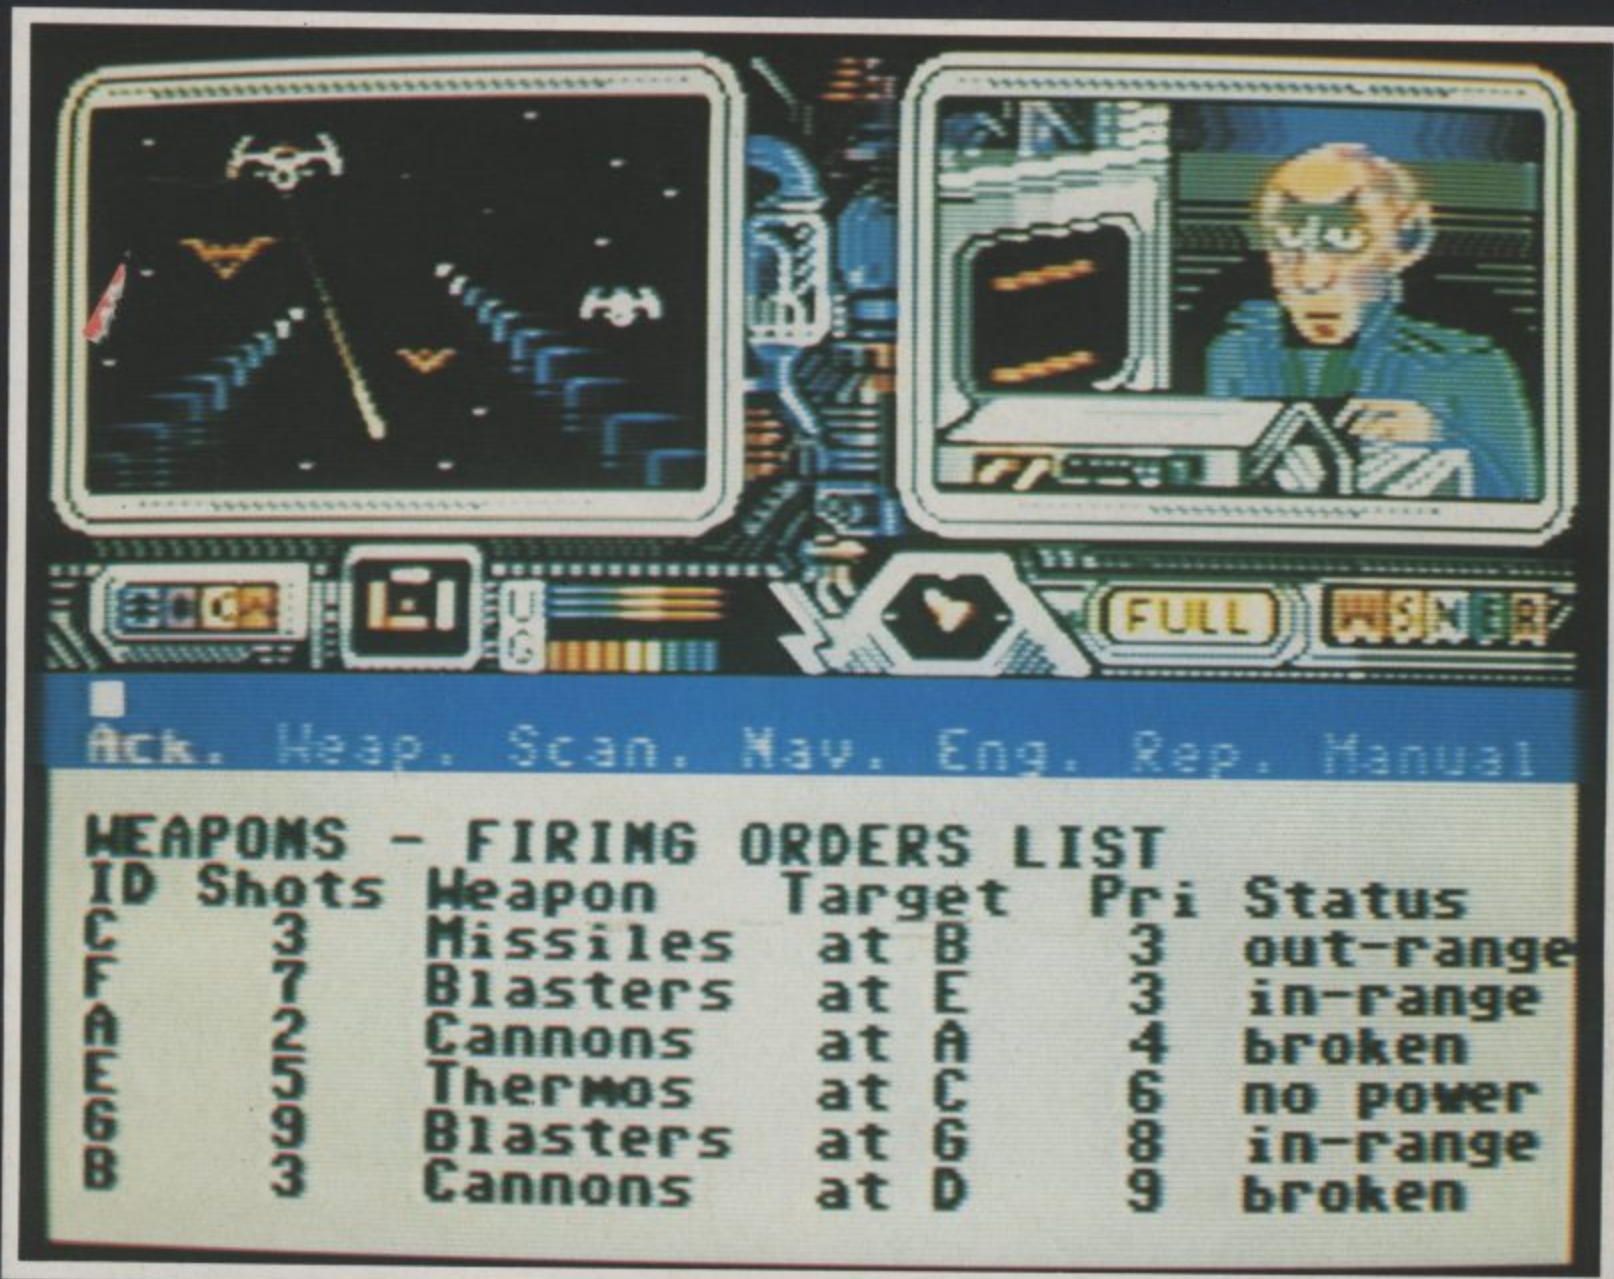 FULL
Ack. Weap. Scan. Nav. Eng. Rep. Manual
WEAPONS - FIRING ORDERS LIST
ID Shots Weapon Target Pri Status
C 3 Missiles at B 3 out-range
F 7 Blasters at E 3 in-range
A 2 Cannons at A 4 broken
E 5 Thermos at C 6 no power
G 9 Blasters at G 8 in-range
B 3 Cannons at D 9 broken